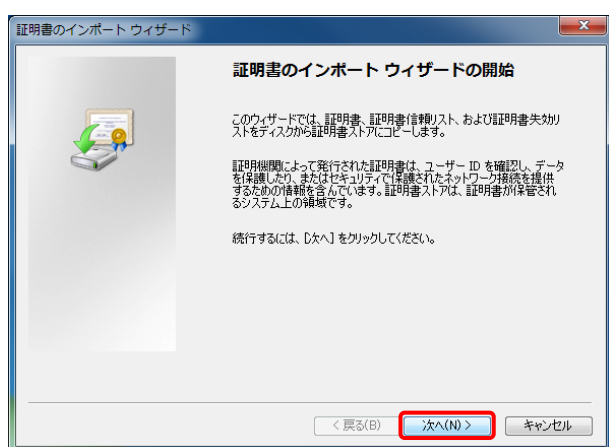 証明書のインポート ウィザード
証明書のインポート ウィザードの開始
このウィザードでは、証明書、証明書信頼リスト、および証明書失効リ
ストをディスクから証明書ストアにコピーします。
証明機関によって発行された証明書は、ユーザー ID を確認し、データ
を保護したり、またはセキュリティで保護されたネットワーク接続を提供
するための情報を含んでいます。証明書ストアは、証明書が保管され
るシステム上の領域です。
続行するには、[次へ] をクリックしてください。
< 戻る(B) 次へ(N) > キャンセル